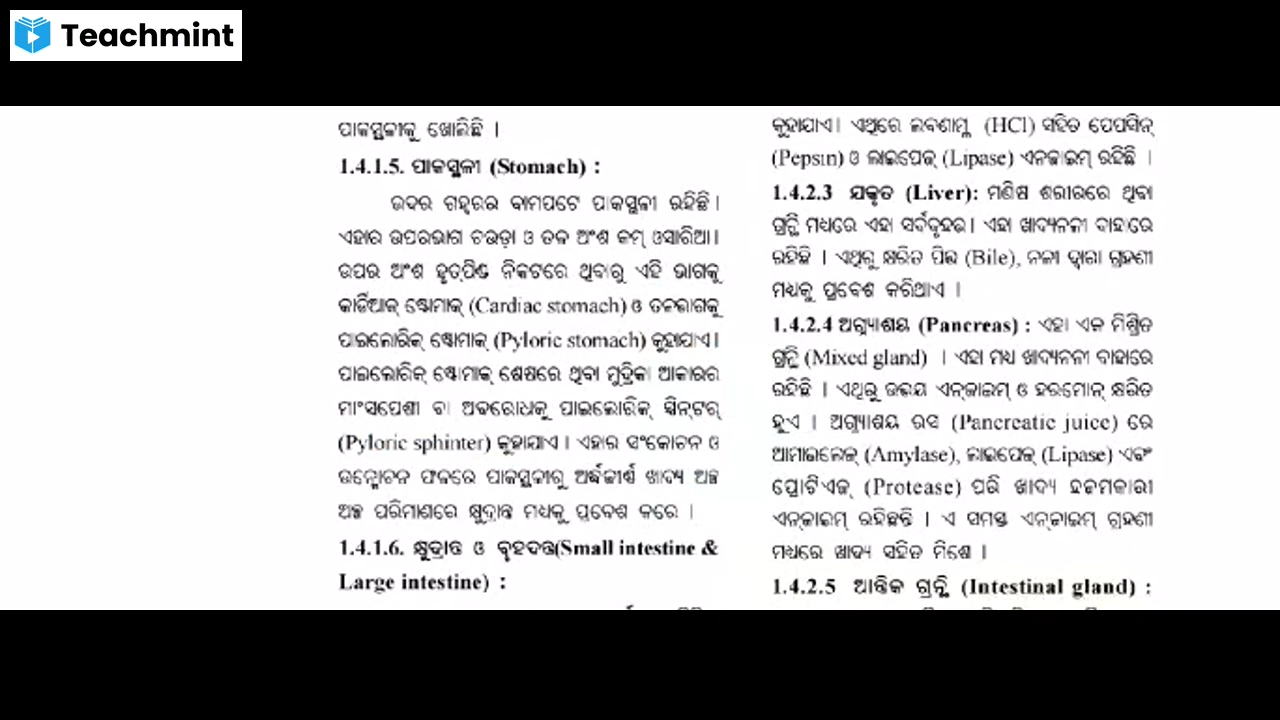 Teachmint
ପାକସ୍ଥଳୀକୁ ଖୋଲିଛି ।
1.4.1.5. ପାକସ୍ଥଳୀ (Stomach) :
ଉଦର ଗହ୍ୱରର ବାମପଟେ ପାକସ୍ଥଳୀ ରହିଛି ।
ଏହାର ଉପରଭାଗ ଚଉଡ଼ା ଓ ତଳ ଅଂଶ କମ୍ ଓସାରିଆ ।
ଉପର ଅଂଶ ହୃତ୍‌ପିଣ୍ଡ ନିକଟରେ ଥିବାରୁ ଏହି ଭାଗକୁ
କାର୍ଡିଆକ୍ ଷ୍ଟୋମାକ୍ (Cardiac stomach) ଓ ତଳଭାଗକୁ
ପାଇଲୋରିକ୍ ଷ୍ଟୋମାକ୍ (Pyloric stomach) କୁହାଯାଏ ।
ପାଇଲୋରିକ୍ ଷ୍ଟୋମାକ୍ ଶେଷରେ ଥିବା ମୁଦ୍ରିକା ଆକାରର
ମାଂସପେଶୀ ବା ଅବରୋଧକୁ ପାଇଲୋରିକ୍ ସ୍ପିନ୍‌ଟର୍
(Pyloric sphinter) କୁହାଯାଏ । ଏହାର ସଂକୋଚନ ଓ
ଉନ୍ମୋଚନ ଫଳରେ ପାକସ୍ଥଳୀରୁ ଅର୍ଦ୍ଧଜୀର୍ଣ୍ଣ ଖାଦ୍ୟ ଅଳ୍ପ
ଅଳ୍ପ ପରିମାଣରେ କ୍ଷୁଦ୍ରାନ୍ତ ମଧ୍ୟକୁ ପ୍ରବେଶ କରେ ।
1.4.1.6. କ୍ଷୁଦ୍ରାନ୍ତ ଓ ବୃହଦନ୍ତ(Small intestine &
Large intestine) :
କୁହାଯାଏ। ଏଥିରେ ଲବଣାମ୍ଳ (HCl) ସହିତ ପେପସିନ୍
(Pepsin) ଓ ଲାଇପେଜ୍ (Lipase) ଏନଜାଇମ୍ ରହିଛି ।
1.4.2.3 ଯକୃତ (Liver): ମଣିଷ ଶରୀରରେ ଥିବା
ଗ୍ରନ୍ଥି ମଧ୍ୟରେ ଏହା ସର୍ବବୃହତ। ଏହା ଖାଦ୍ୟନଳୀ ବାହାରେ
ରହିଛି । ଏଥିରୁ କ୍ଷରିତ ପିତ୍ତ (Bile), ନଳୀ ଦ୍ୱାରା ଗ୍ରହଣୀ
ମଧ୍ୟକୁ ପ୍ରବେଶ କରିଥାଏ ।
1.4.2.4 ଅଗ୍ନ୍ୟାଶୟ (Pancreas) : ଏହା ଏକ ମିଶ୍ରିତ
ଗ୍ରନ୍ଥି (Mixed gland) । ଏହା ମଧ୍ୟ ଖାଦ୍ୟନଳୀ ବାହାରେ
ରହିଛି । ଏଥିରୁ ଉଭୟ ଏନ୍‌ଜାଇମ୍ ଓ ହରମୋନ୍ କ୍ଷରିତ
ହୁଏ । ଅଗ୍ନ୍ୟାଶୟ ରସ (Pancreatic juice) ରେ
ଆମାଇଲେଜ୍ (Amylase), ଲାଇପେଜ୍ (Lipase) ଏବଂ
ପ୍ରୋଟିଏଜ୍ (Protease) ପରି ଖାଦ୍ୟ ହଜମକାରୀ
ଏନ୍‌ଜାଇମ୍ ରହିଛନ୍ତି । ଏ ସମସ୍ତ ଏନ୍‌ଜାଇମ୍ ଗ୍ରହଣୀ
ମଧ୍ୟରେ ଖାଦ୍ୟ ସହିତ ମିଶେ ।
1.4.2.5 ଆନ୍ତ୍ରିକ ଗ୍ରନ୍ଥି (Intestinal gland) :